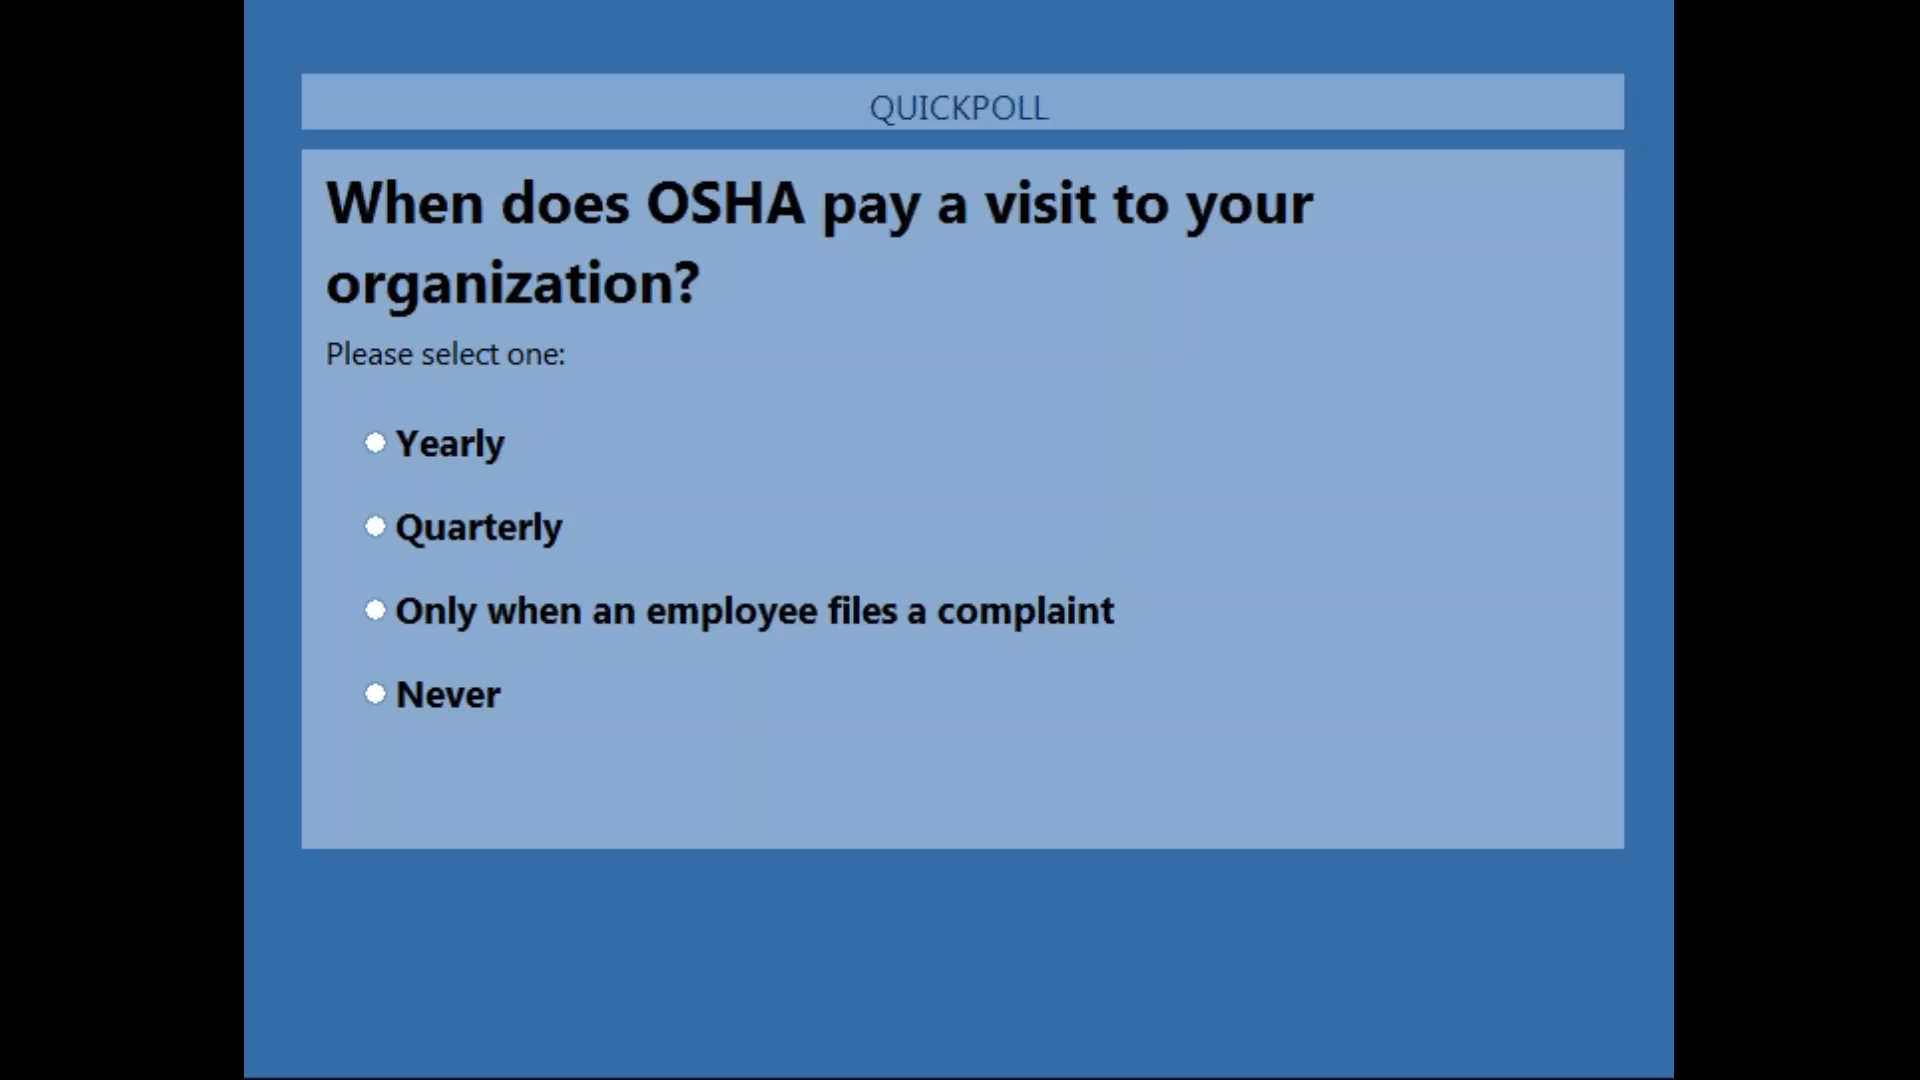 QUICKPOLL
When does OSHA pay a visit to your
organization?
Please select one:
Yearly
Quarterly
Only when an employee files a complaint
Never